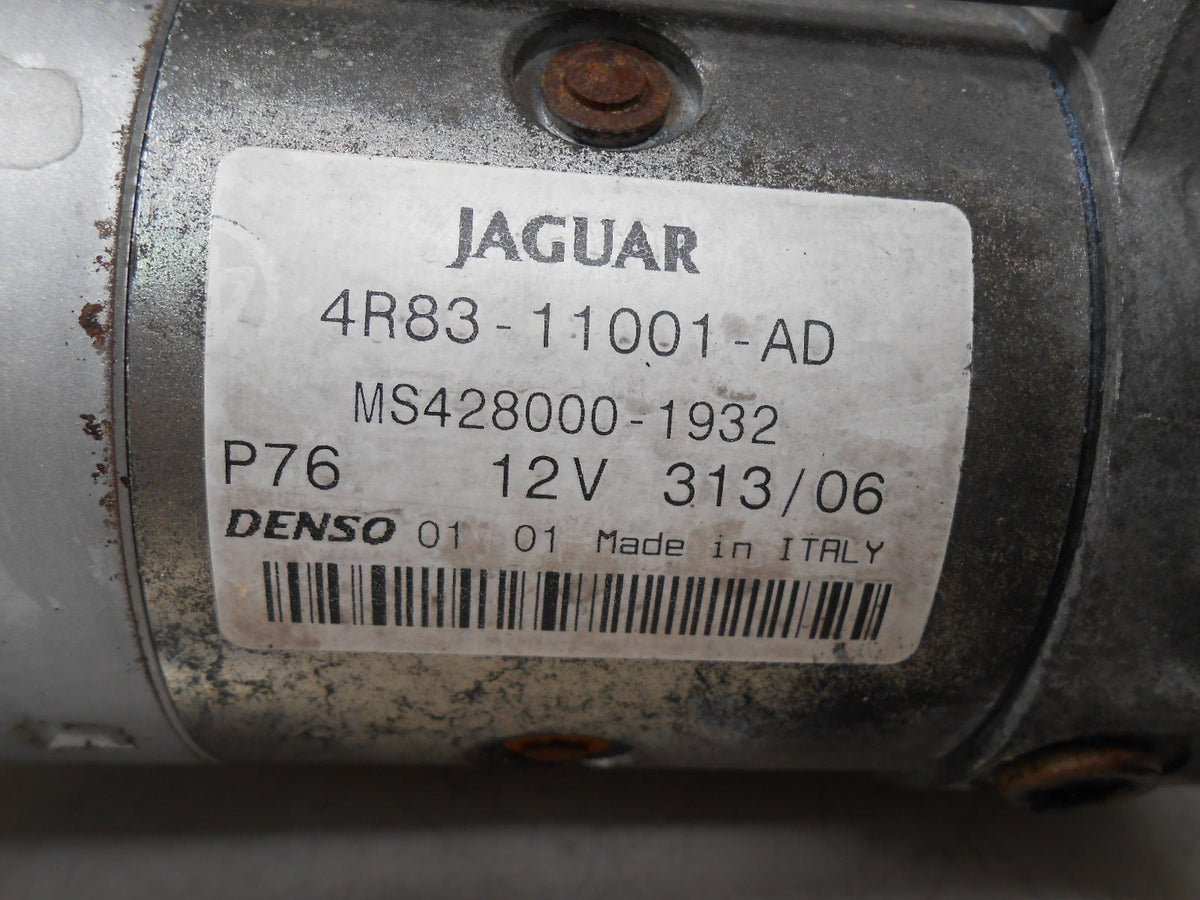 JAGUAR
4R83-11001-AD
MS428000-1932
P76 12V 313/06
DENSO 01 01 Made in ITALY